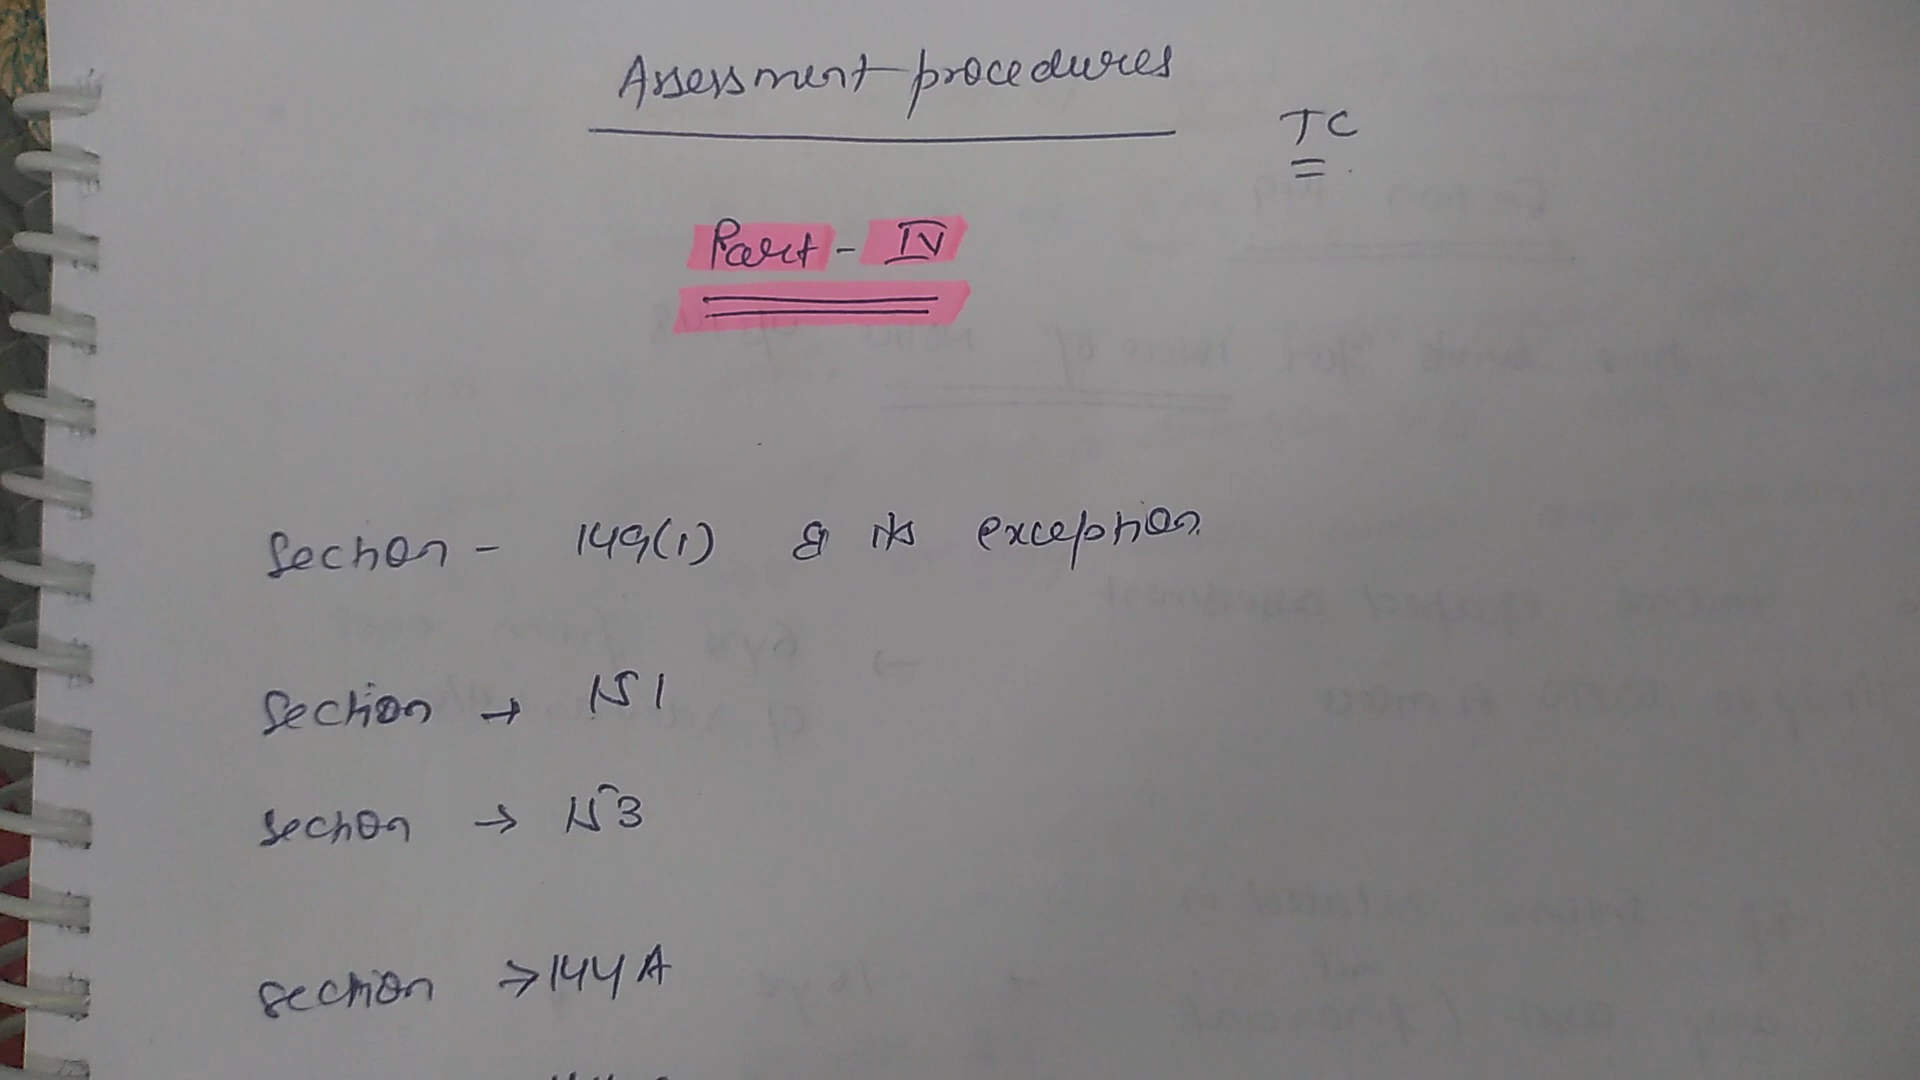 Assessment procedures
TC
Part - IV
Section - 149(1) & its exception
Section → 151
Section → 153
Section → 144A